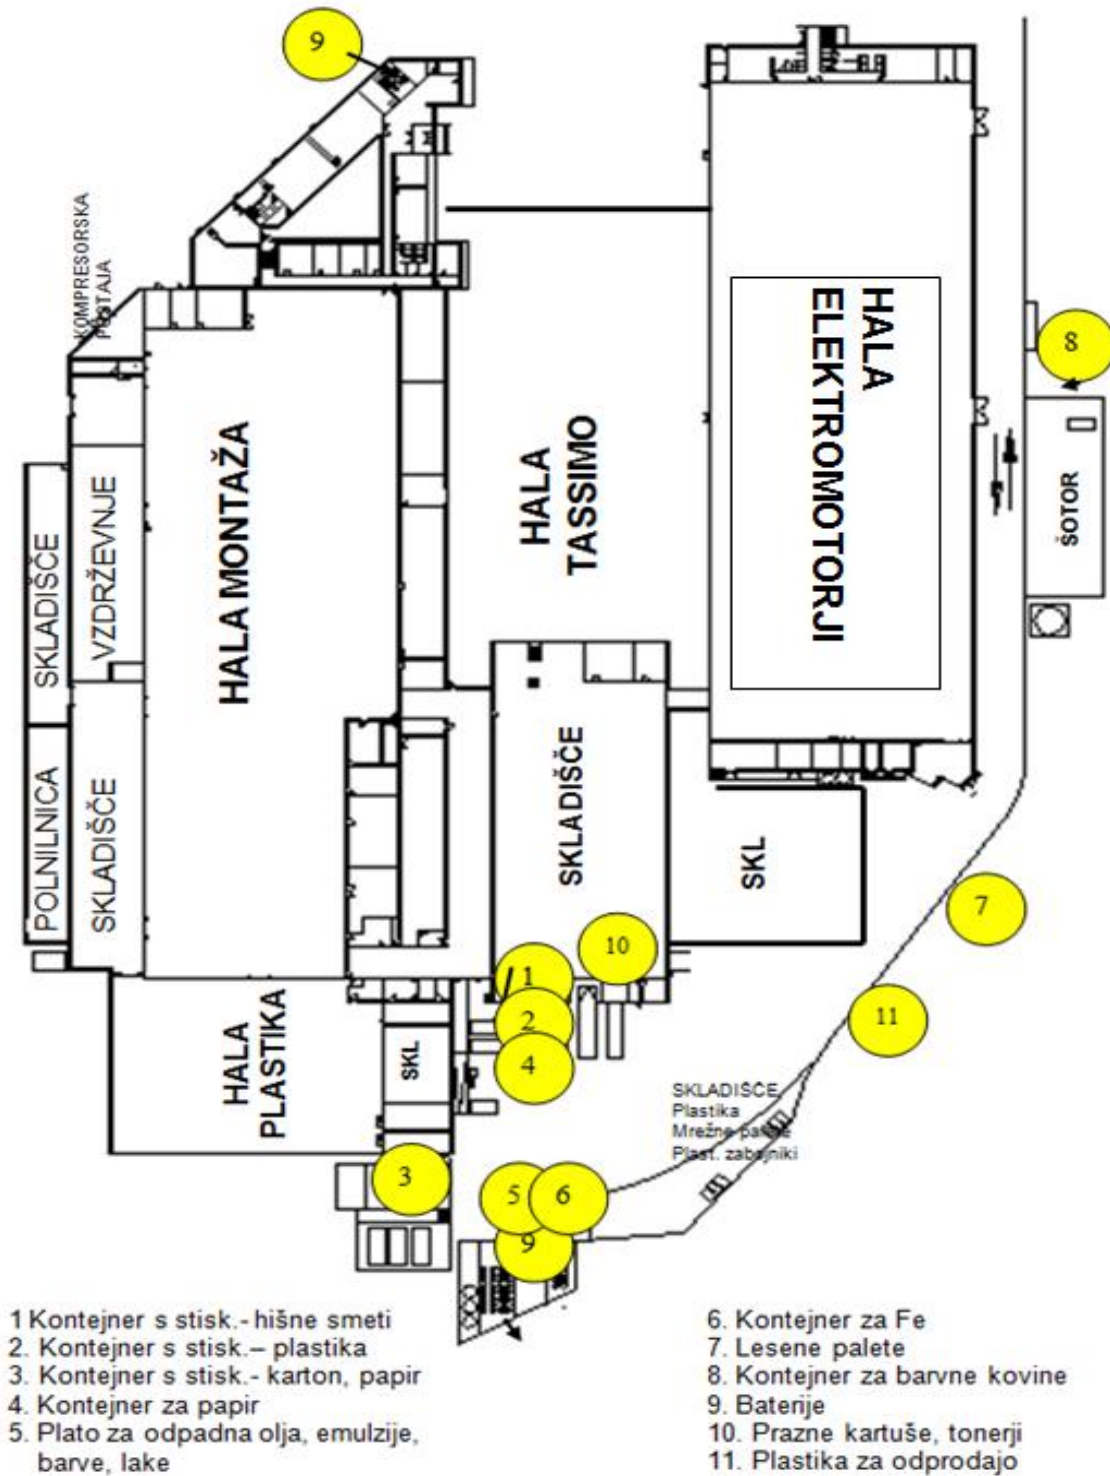 9
KOMPRESORSKA
POSTAJA
8
HALA
ELEKTROMOTORJI
HALA
TASSIMO
HALA MONTAŽA
VZDRŽEVNJE
SKLADIŠČE
ŠOTOR
POLNILNICA
SKLADIŠČE
SKLADIŠČE
SKL
7
10
1
2
4
11
HALA
PLASTIKA
SKL
SKLADIŠČE
Plastika
Mrežne palete
Plast. zabojniki
3
5
6
9
1 Kontejner s stisk.- hišne smeti
2. Kontejner s stisk.– plastika
3. Kontejner s stisk.- karton, papir
4. Kontejner za papir
5. Plato za odpadna olja, emulzije,
barve, lake
6. Kontejner za Fe
7. Lesene palete
8. Kontejner za barvne kovine
9. Baterije
10. Prazne kartuše, tonerji
11. Plastika za odprodajo